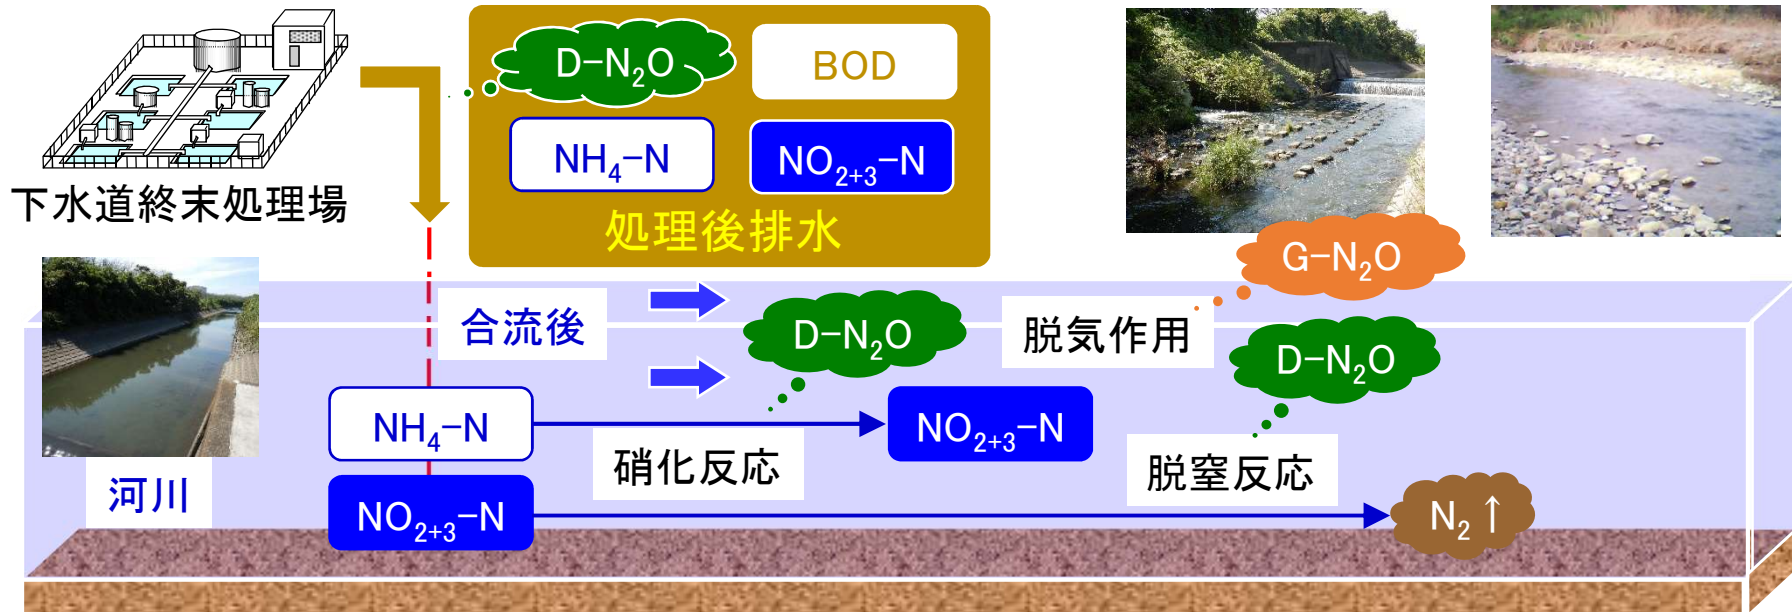 下水道終末処理場
D−N2O
BOD
NH4−N
NO2+3−N
処理後排水
G−N2O
合流後
D−N2O
脱気作用
D−N2O
NH4−N
NO2+3−N
硝化反応
脱窒反応
河川
NO2+3−N
N2↑